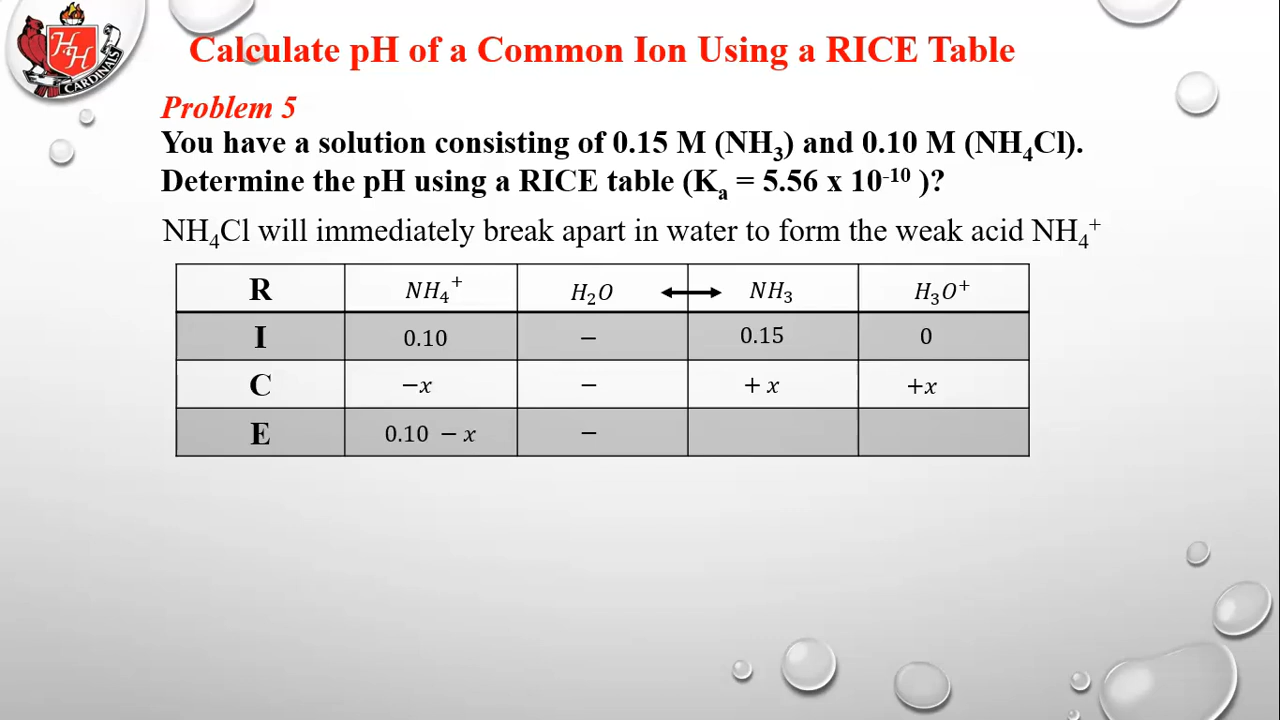 HH
CARDINALS
Calculate pH of a Common Ion Using a RICE Table
Problem 5
You have a solution consisting of 0.15 M (NH₃) and 0.10 M (NH₄Cl).
Determine the pH using a RICE table (Kₐ = 5.56 x 10⁻¹⁰ )?
NH₄Cl will immediately break apart in water to form the weak acid NH₄⁺
R NH₄⁺ H₂O ⟷ NH₃ H₃O⁺
I 0.10 − 0.15 0
C −x − + x +x
E 0.10 − x −